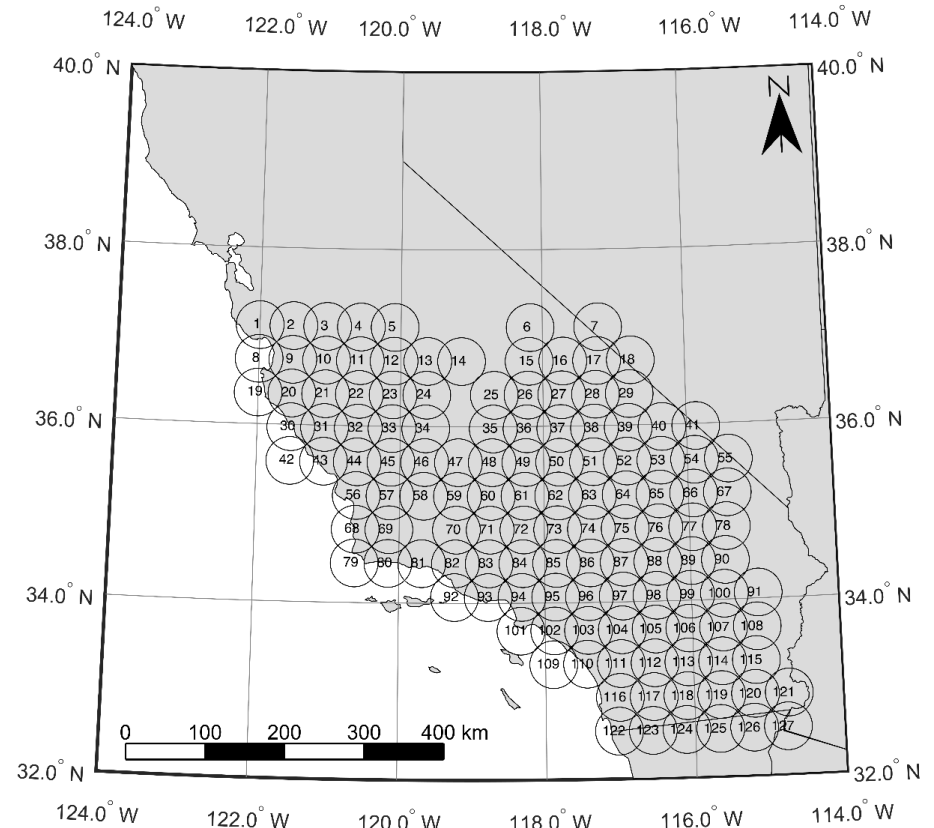 124.0° W 122.0° W 120.0° W 118.0° W 116.0° W 114.0° W
40.0° N 40.0° N
N
38.0° N 38.0° N
1 2 3 4 5 6 7
8 9 10 11 12 13 14 15 16 17 18
19 20 21 22 23 24 25 26 27 28 29
36.0° N 36.0° N
30 31 32 33 34 35 36 37 38 39 40 41
42 43 44 45 46 47 48 49 50 51 52 53 54 55
56 57 58 59 60 61 62 63 64 65 66 67
68 69 70 71 72 73 74 75 76 77 78
79 80 81 82 83 84 85 86 87 88 89 90
34.0° N 34.0° N
92 93 94 95 96 97 98 99 100 91
101 102 103 104 105 106 107 108
109 110 111 112 113 114 115
116 117 118 119 120 121
122 123 124 125 126 127
0 100 200 300 400 km
32.0° N 32.0° N
124.0° W 122.0° W 120.0° W 118.0° W 116.0° W 114.0° W